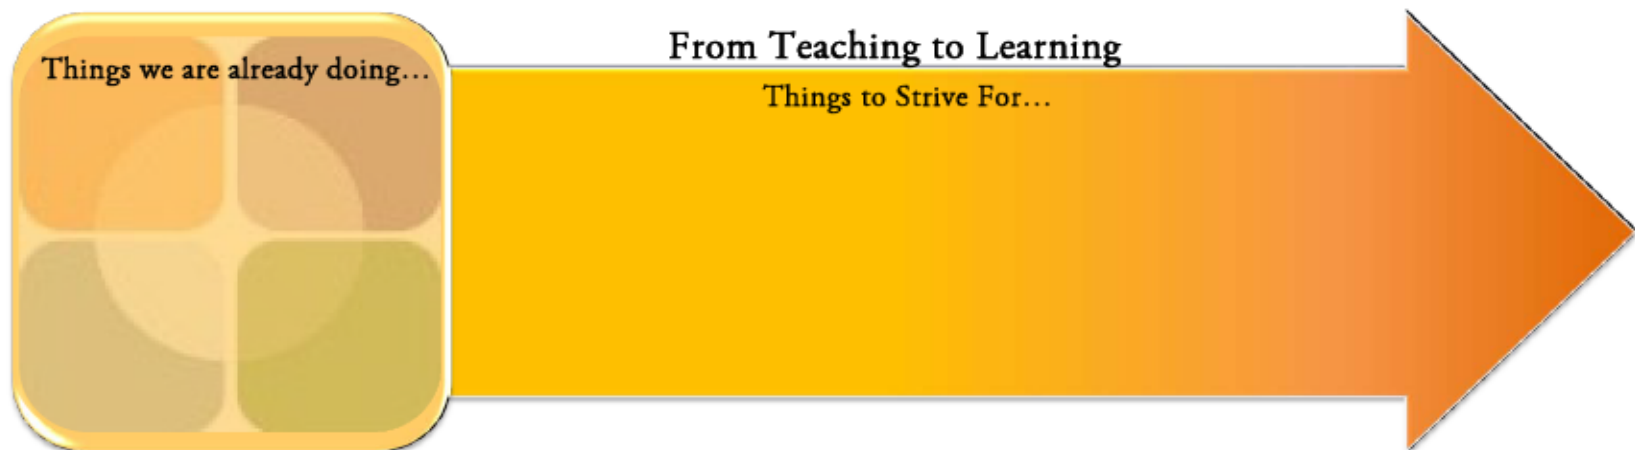 Things we are already doing...
From Teaching to Learning
Things to Strive For...